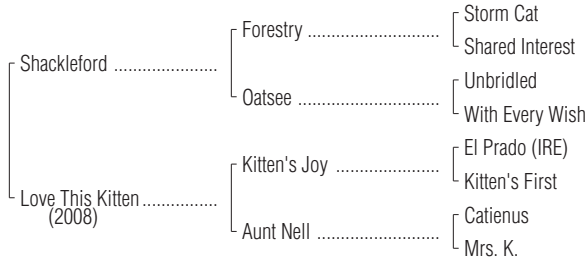 Storm Cat
Forestry ..............................
Shared Interest
Shackleford .......................
Unbridled
Oatsee ................................
With Every Wish
El Prado (IRE)
Kitten's Joy .......................
Kitten's First
Love This Kitten ................
(2008)
Catienus
Aunt Nell ............................
Mrs. K.